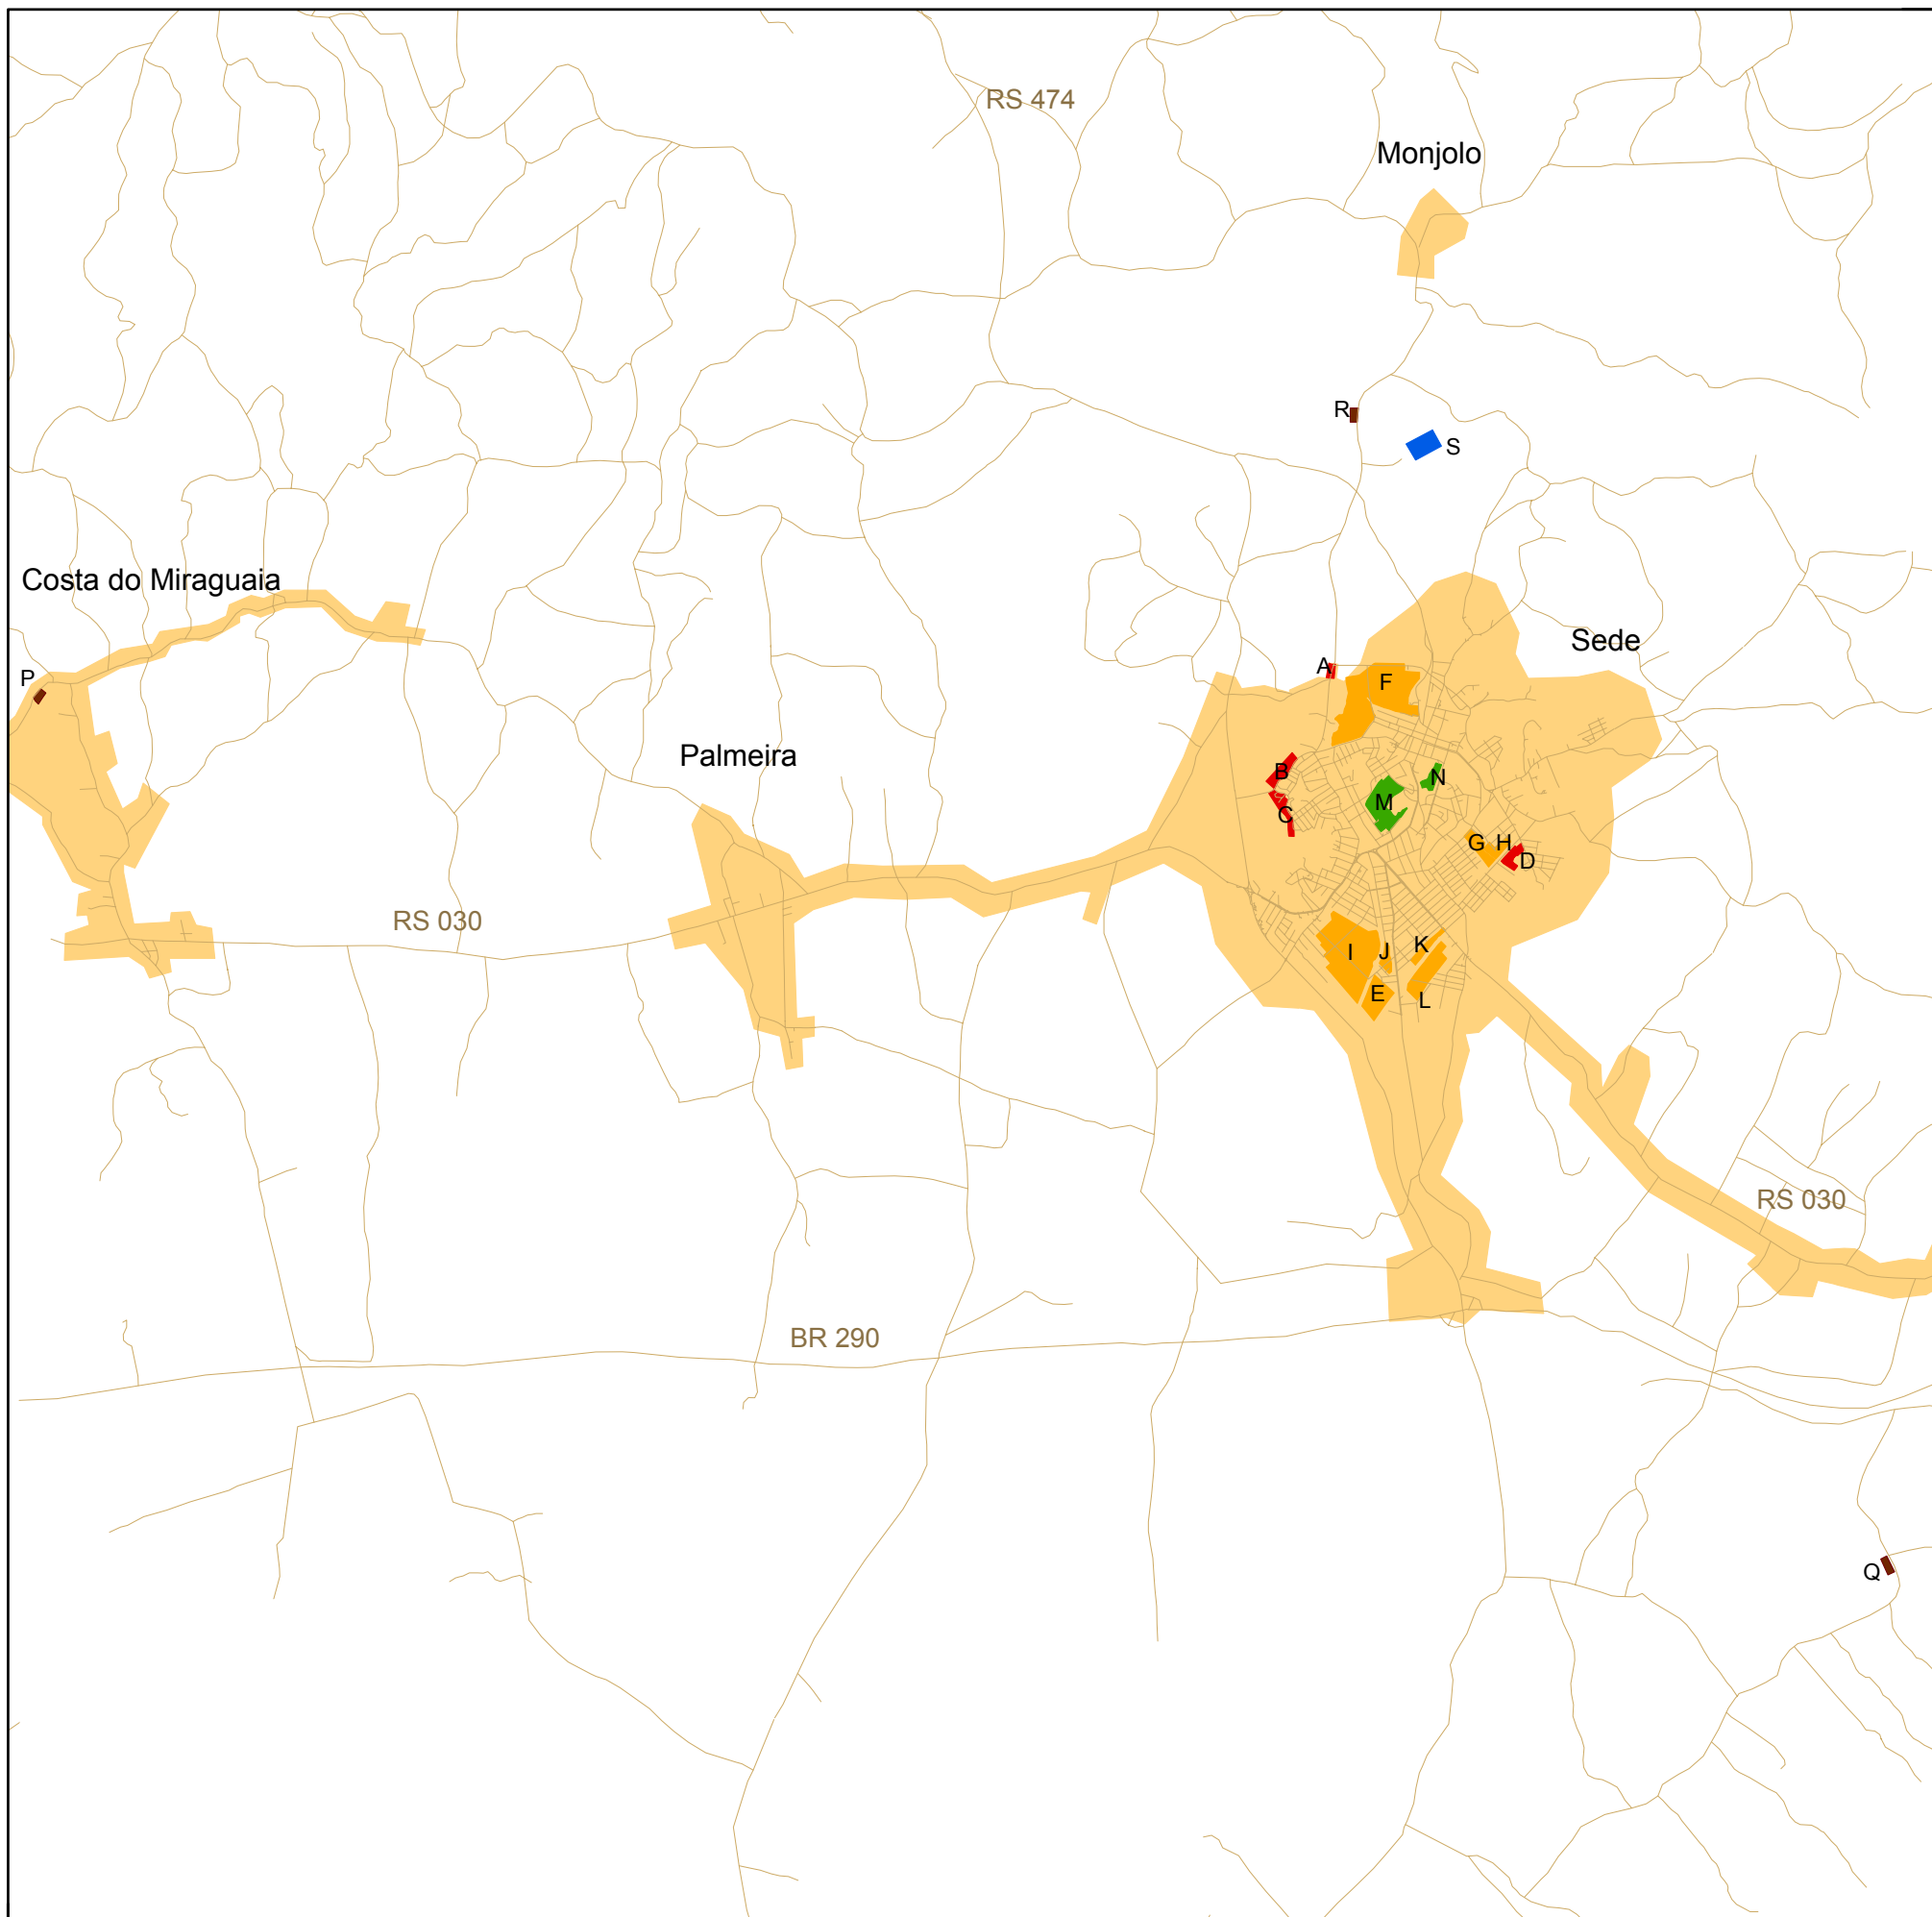 RS 474
Monjolo
R
S
Costa do Miraguaia
Sede
A
P
F
Palmeira
B
N
M
C
G
H
D
RS 030
K
I
J
E
L
RS 030
BR 290
Q